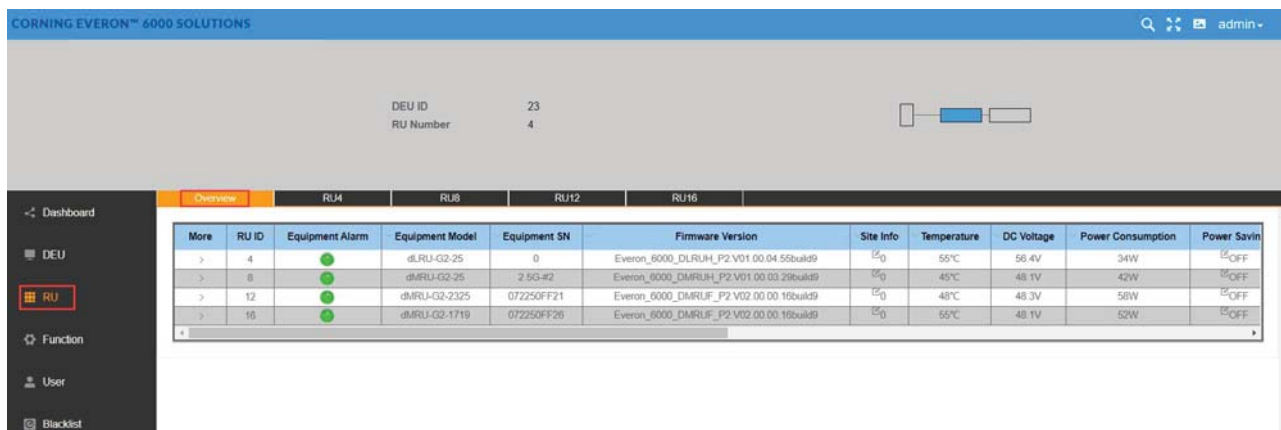 CORNING EVERON™ 6000 SOLUTIONS
admin
DEU ID 23
RU Number 4
Overview RU4 RU8 RU12 RU16
Dashboard
DEU
RU
Function
User
Blacklist
More RU ID Equipment Alarm Equipment Model Equipment SN Firmware Version Site Info Temperature DC Voltage Power Consumption Power Savin
> 4 dLRU-G2-25 0 Everon_6000_DLRUH_P2.V01.00.04.55build9 0 55℃ 56.4V 34W OFF
> 8 dMRU-G2-25 2.5G-#2 Everon_6000_DMRUH_P2.V01.00.03.29build9 0 45℃ 48.1V 42W OFF
> 12 dMRU-G2-2325 072250FF21 Everon_6000_DMRUF_P2.V02.00.00.16build9 0 48℃ 48.3V 58W OFF
> 16 dMRU-G2-1719 072250FF26 Everon_6000_DMRUF_P2.V02.00.00.16build9 0 55℃ 48.1V 52W OFF